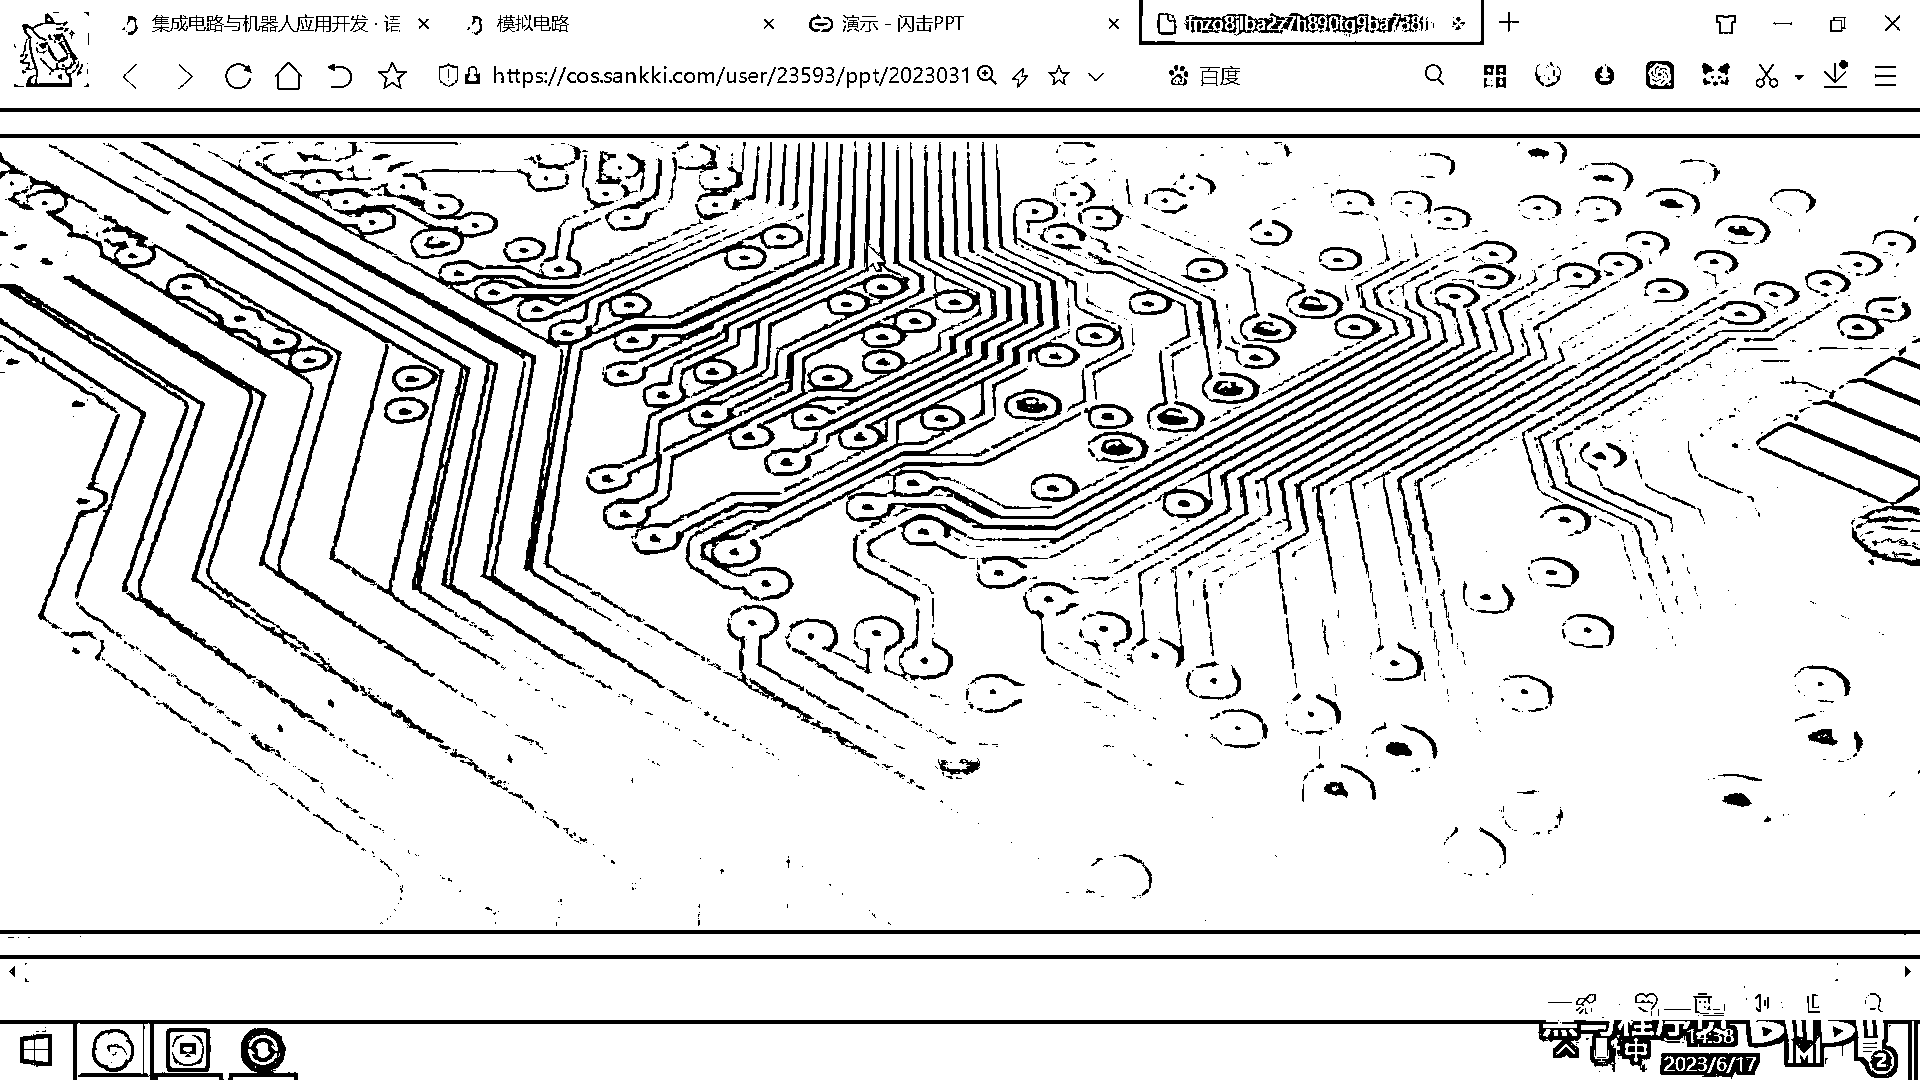 集成电路与机器人应用开发 · 语
模拟电路
演示 - 闪击PPT
https://cos.sankki.com/user/23593/ppt/2023031
百度
中
14:38
2023/6/17
2